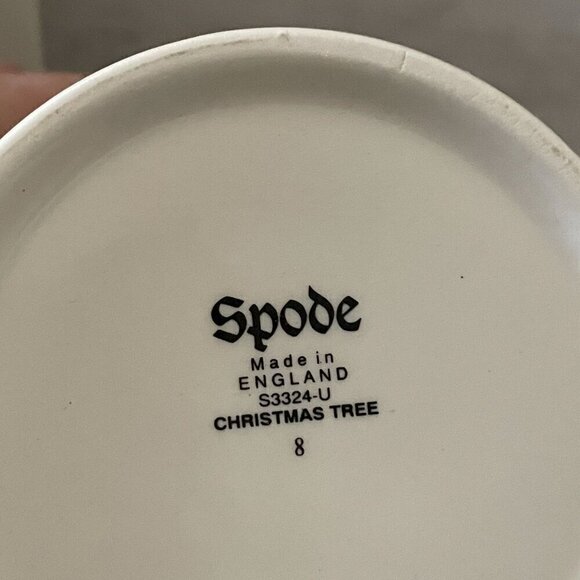 Spode
Made in
ENGLAND
S3324-U
CHRISTMAS TREE
8